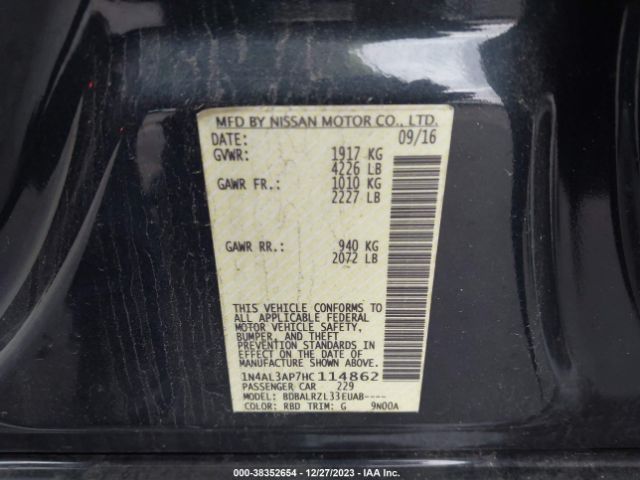 MFD BY NISSAN MOTOR CO., LTD.
DATE: 09/16
GVWR: 1917 KG
4226 LB
GAWR FR.: 1010 KG
2227 LB
GAWR RR.: 940 KG
2072 LB
THIS VEHICLE CONFORMS TO
ALL APPLICABLE FEDERAL
MOTOR VEHICLE SAFETY,
BUMPER, AND THEFT
PREVENTION STANDARDS IN
EFFECT ON THE DATE OF
MANUFACTURE SHOWN ABOVE.
1N4AL3AP7HC114862
PASSENGER CAR 229
MODEL: BDBALRZL33EUAB----
COLOR: RBD TRIM: G 9N00A
000-38352654 – 12/27/2023 – IAA Inc.